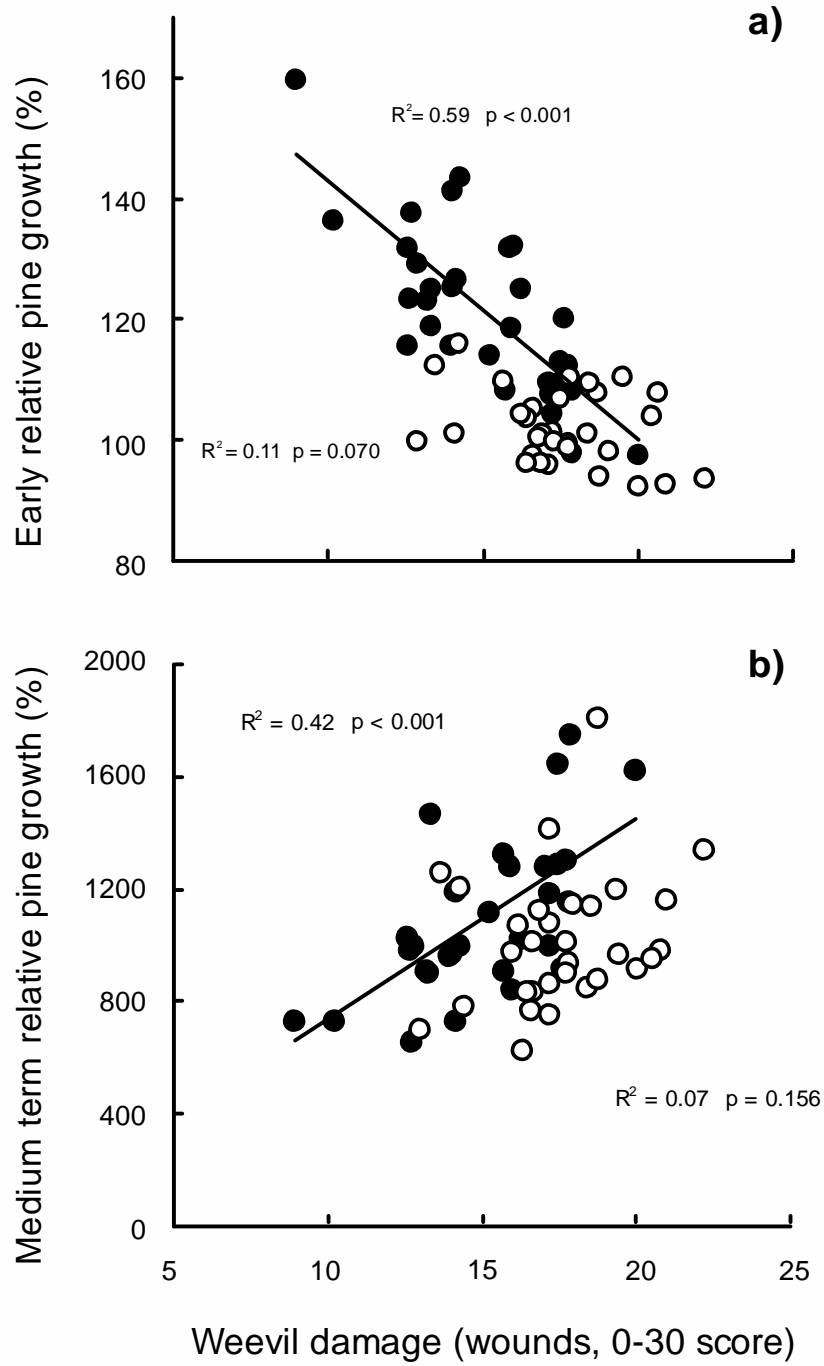 a)
Early relative pine growth (%)
160
140
120
100
80
R²= 0.59 p < 0.001
R²= 0.11 p = 0.070
b)
Medium term relative pine growth (%)
2000
1600
1200
800
400
0
R² = 0.42 p < 0.001
R² = 0.07 p = 0.156
5 10 15 20 25
Weevil damage (wounds, 0-30 score)